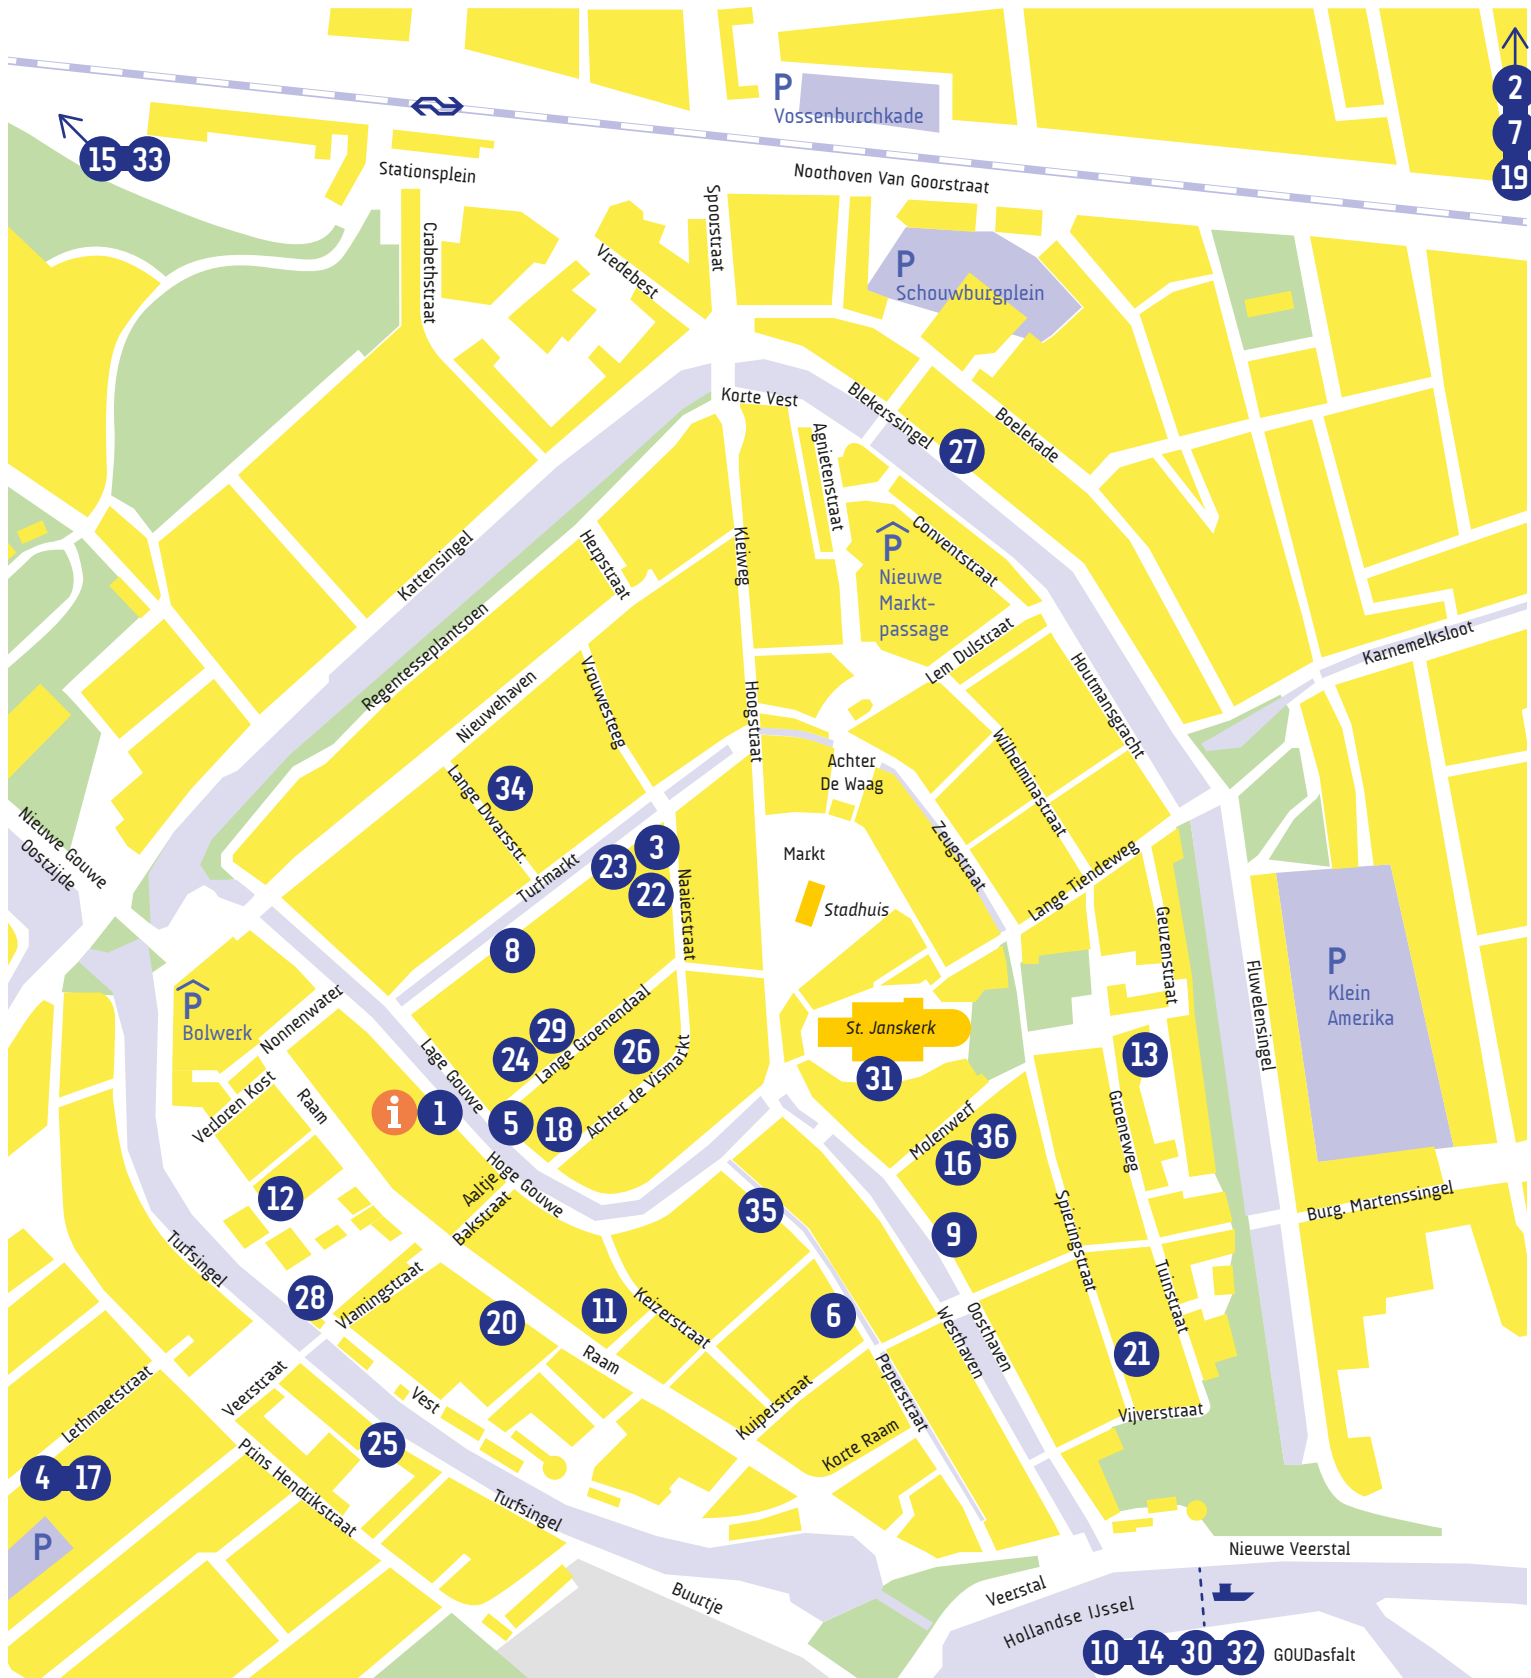 2
7
19
P
Vossenburchkade
15 33
Stationsplein
Noothoven Van Goorstraat
Spoorstraat
Crabethstraat
Vredebest
P
Schouwburgplein
Korte Vest
Blekerssingel
Boelekade
27
Agnietenstraat
Kattensingel
Herpstraat
Kleiweg
P
Nieuwe
Markt-
passage
Conventstraat
Regentesseplantsoen
Lem Dulstraat
Karnemelksloot
Nieuwehaven
Vrouwesteeg
Hoogstraat
Houtmansgracht
Wilhelminastraat
Lange Dwarsstr.
34
Achter
De Waag
Nieuwe Gouwe
Oostzijde
Turfmarkt
23
3
22
Naaierstraat
Markt
Zeugstraat
Lange Tiendeweg
Stadhuis
8
Geuzenstraat
Fluwelensingel
P
Klein
Amerika
P
Bolwerk
Nonnenwater
Lage Gouwe
29
24
Lange Groenendaal
26
St. Janskerk
31
13
Verloren Kost
Raam
i
1
5
18
Achter de Vismarkt
Molenwerf
36
16
Groeneweg
Hoge Gouwe
Aaltje
Bakstraat
12
35
9
Spieringstraat
Burg. Martenssingel
Turfsingel
28
Vlamingstraat
20
11
Keizerstraat
6
Westhaven
Oosthaven
Tuinstraat
21
Raam
Lethmaetstraat
Veerstraat
Vest
Kuiperstraat
Peperstraat
Korte Raam
Vijverstraat
4 17
25
Prins Hendrikstraat
Turfsingel
P
Buurtje
Veerstal
Nieuwe Veerstal
Hollandse IJssel
10 14 30 32 GOUDasfalt